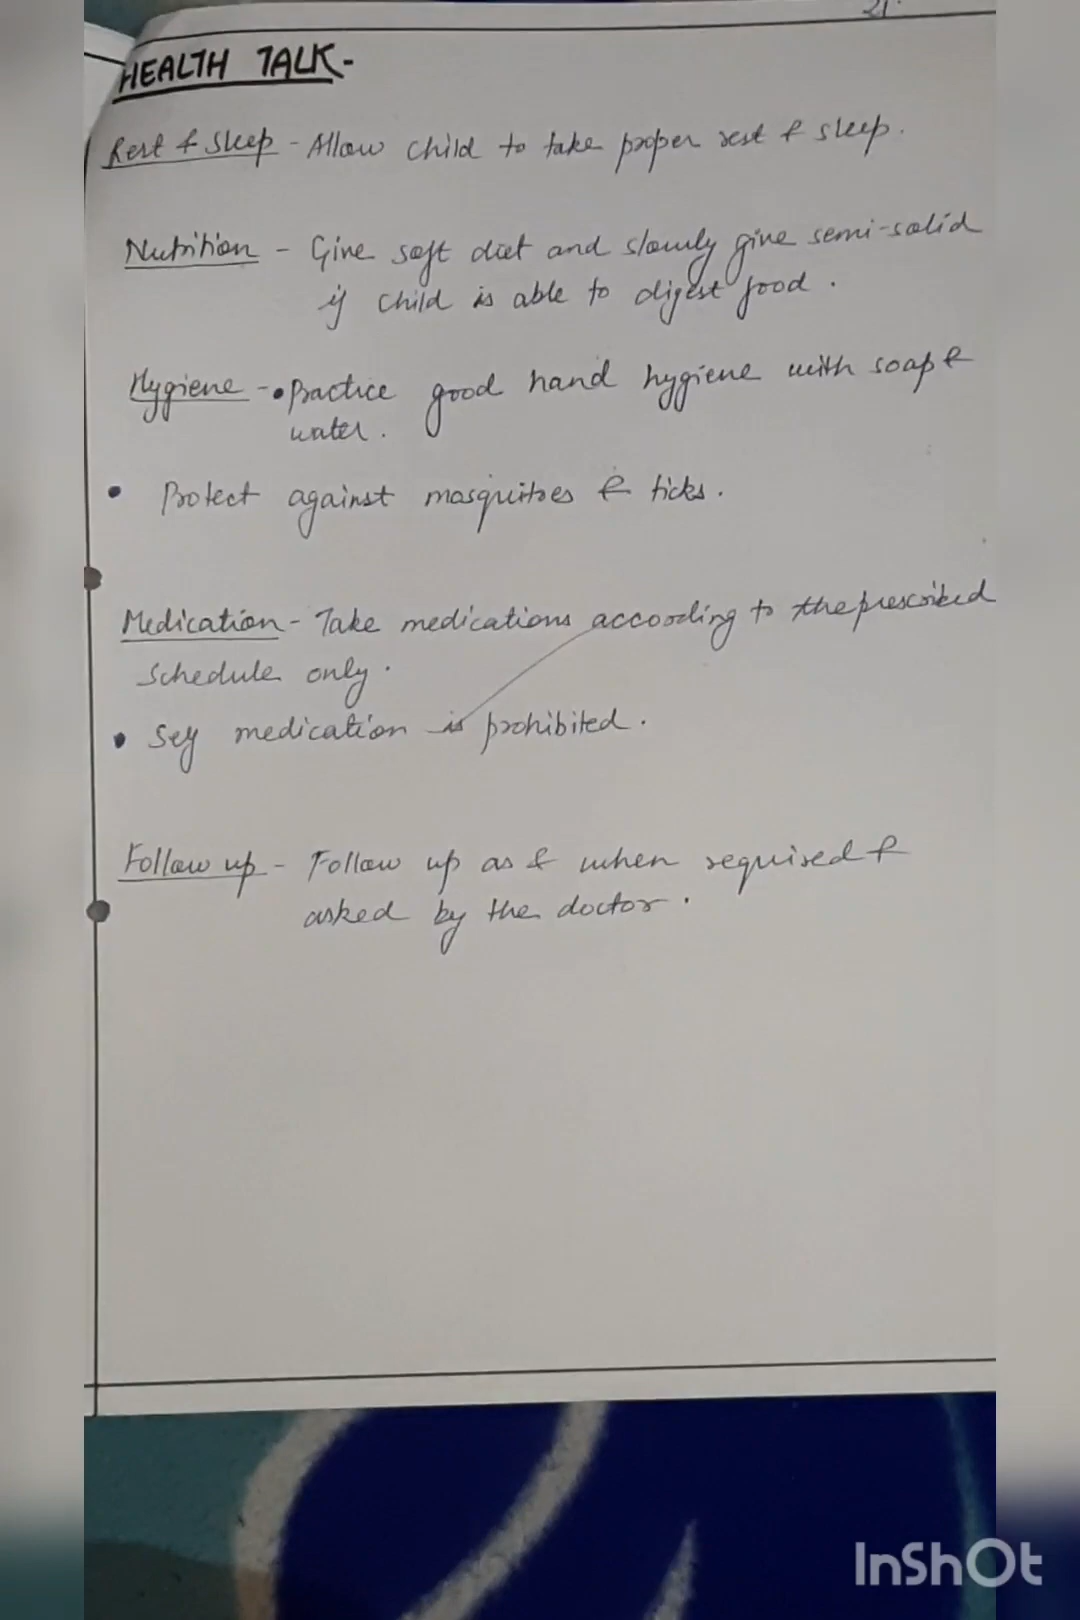 21.
HEALTH TALK-
Rest & Sleep - Allow child to take proper rest & sleep.
Nutrition - Give soft diet and slowly give semi-solid
if child is able to digest food.
Hygiene - • Practice good hand hygiene with soap &
water.
• Protect against mosquitoes & ticks.
Medication - Take medications according to the prescribed
schedule only.
• Self medication is prohibited.
Follow up - Follow up as & when required &
asked by the doctor.
InShOt